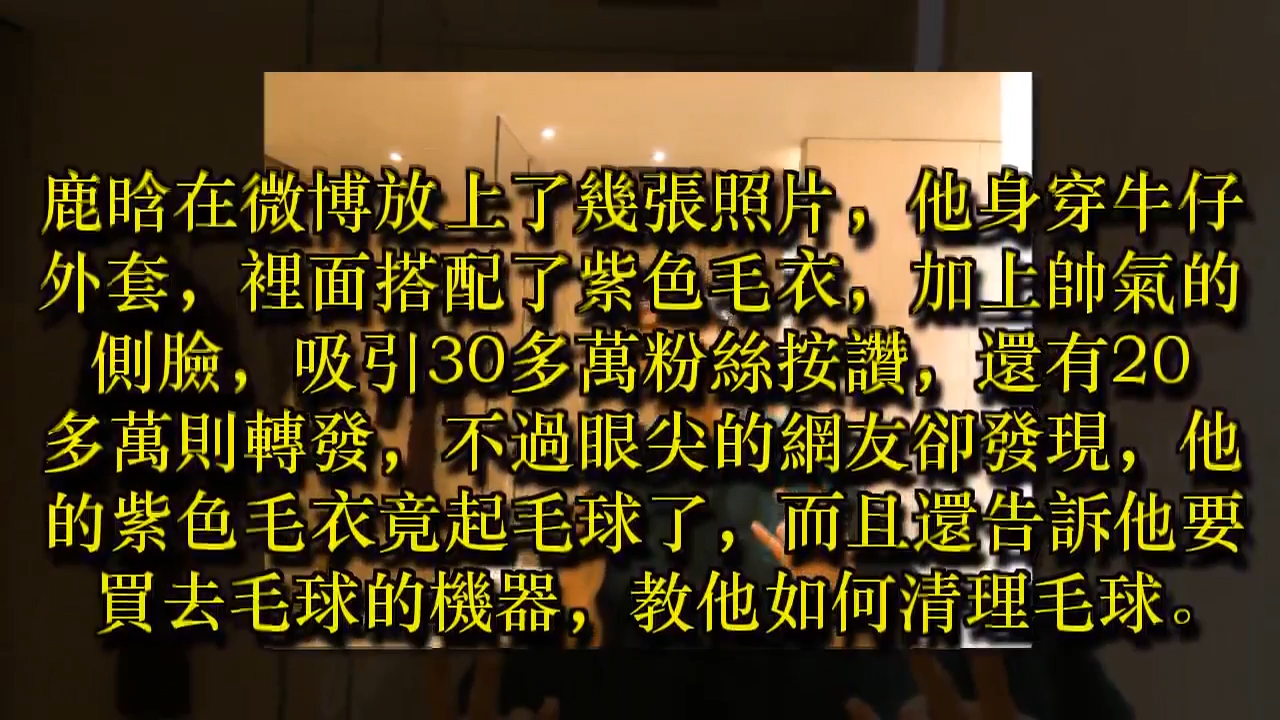 鹿晗在微博放上了幾張照片，他身穿牛仔
外套，裡面搭配了紫色毛衣，加上帥氣的
側臉，吸引30多萬粉絲按讚，還有20
多萬則轉發，不過眼尖的網友卻發現，他
的紫色毛衣竟起毛球了，而且還告訴他要
買去毛球的機器，教他如何清理毛球。